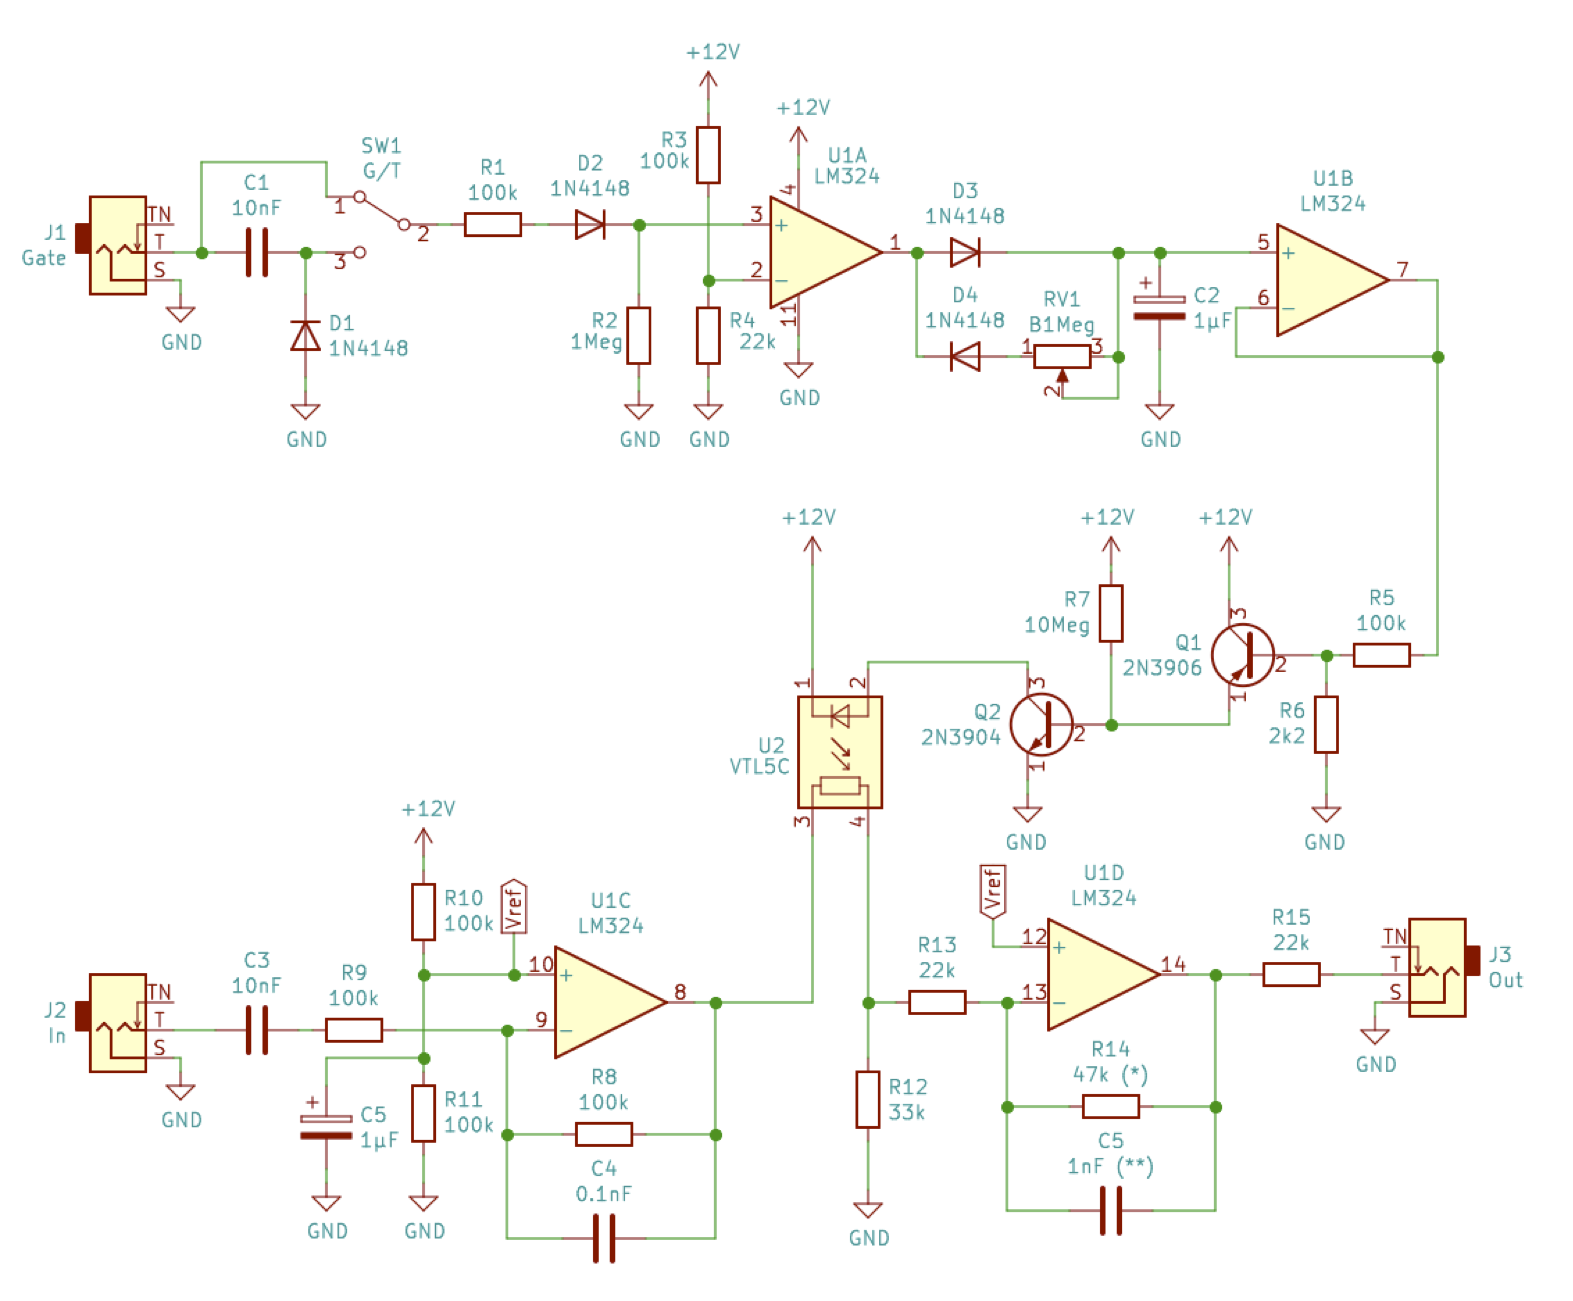 +12V
+12V
SW1
G/T
R3
100k
U1A
LM324
C1
10nF
R1
100k
D2
1N4148
D3
1N4148
U1B
LM324
J1
Gate
TN
T
S
1
2
3
3
2
4
11
1
5
6
7
+
−
+
−
GND
D1
1N4148
R2
1Meg
R4
22k
D4
1N4148
RV1
B1Meg
1
3
2
+
C2
1µF
GND
GND
GND
GND
GND
+12V
+12V
+12V
R7
10Meg
Q1
2N3906
3
2
1
R5
100k
R6
2k2
1
2
U2
VTL5C
3
4
Q2
2N3904
3
2
1
GND
GND
+12V
R10
100k
Vref
U1C
LM324
Vref
U1D
LM324
C3
10nF
R9
100k
10
9
8
+
−
R13
22k
12
13
14
+
−
R15
22k
TN
T
S
J3
Out
J2
In
TN
T
S
GND
GND
+
C5
1µF
R11
100k
R8
100k
C4
0.1nF
R12
33k
R14
47k (*)
C5
1nF (**)
GND
GND
GND